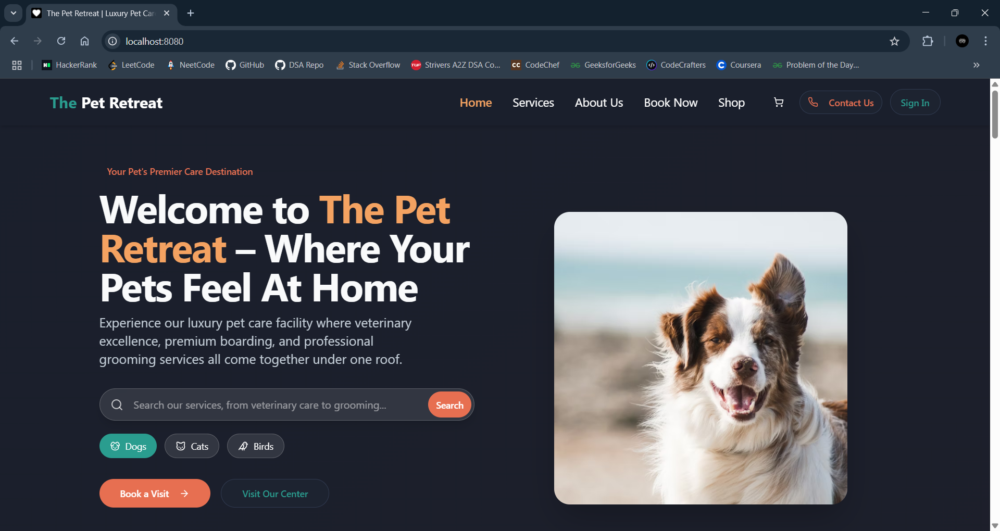 The Pet Retreat | Luxury Pet Car
localhost:8080
HackerRank LeetCode NeetCode GitHub DSA Repo Stack Overflow Strivers A2Z DSA Co... CodeChef GeeksforGeeks CodeCrafters Coursera Problem of the Day...
The Pet Retreat Home Services About Us Book Now Shop Contact Us Sign In
Your Pet's Premier Care Destination
Welcome to The Pet
Retreat – Where Your
Pets Feel At Home
Experience our luxury pet care facility where veterinary
excellence, premium boarding, and professional
grooming services all come together under one roof.
Search our services, from veterinary care to grooming... Search
Dogs Cats Birds
Book a Visit → Visit Our Center